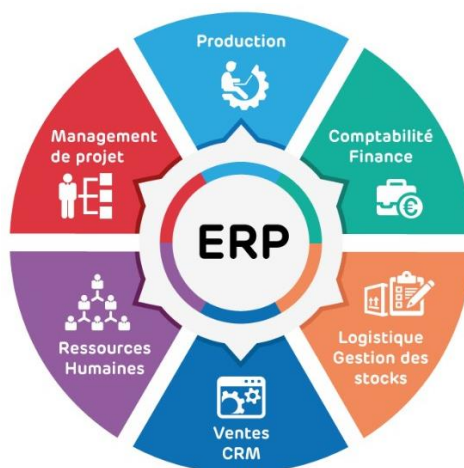 Production
Comptabilité
Finance
Logistique
Gestion des
stocks
Ventes
CRM
Ressources
Humaines
Management
de projet
ERP